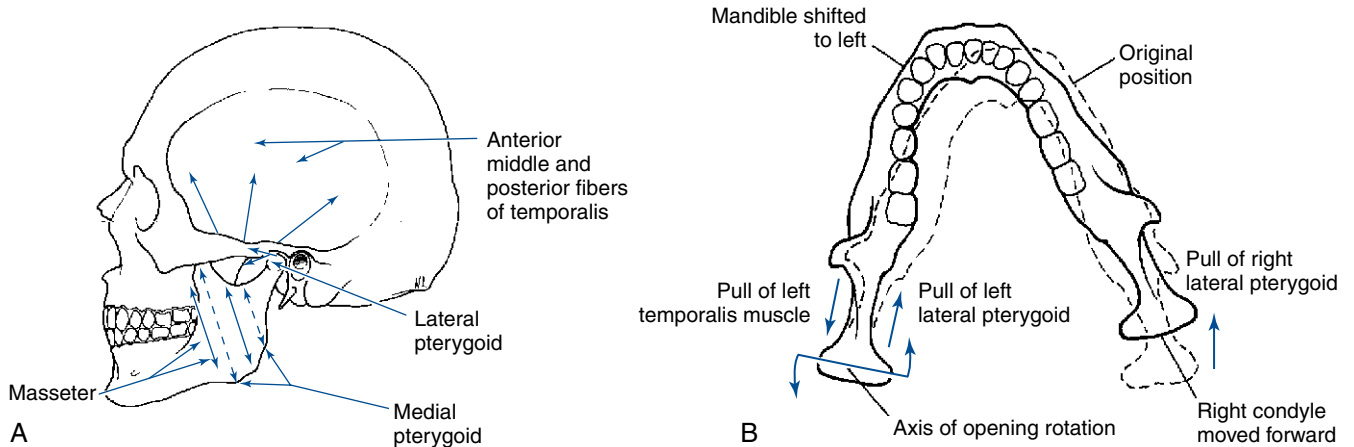 Anterior
middle and
posterior fibers
of temporalis
Lateral
pterygoid
Masseter
Medial
pterygoid
A
Mandible shifted
to left
Original
position
Pull of left
temporalis muscle
Pull of left
lateral pterygoid
Pull of right
lateral pterygoid
Axis of opening rotation
Right condyle
moved forward
B